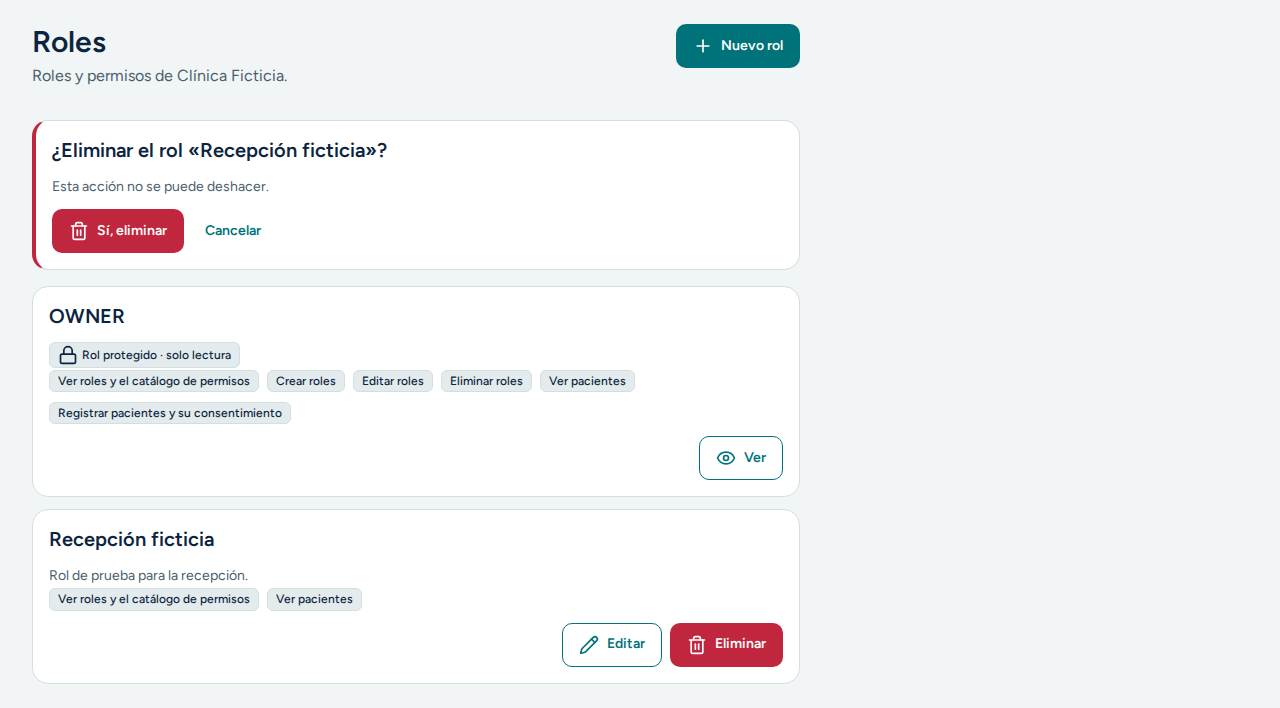 Roles
Nuevo rol
Roles y permisos de Clínica Ficticia.
¿Eliminar el rol «Recepción ficticia»?
Esta acción no se puede deshacer.
Sí, eliminar Cancelar
OWNER
Rol protegido · solo lectura
Ver roles y el catálogo de permisos Crear roles Editar roles Eliminar roles Ver pacientes
Registrar pacientes y su consentimiento
Ver
Recepción ficticia
Rol de prueba para la recepción.
Ver roles y el catálogo de permisos Ver pacientes
Editar Eliminar